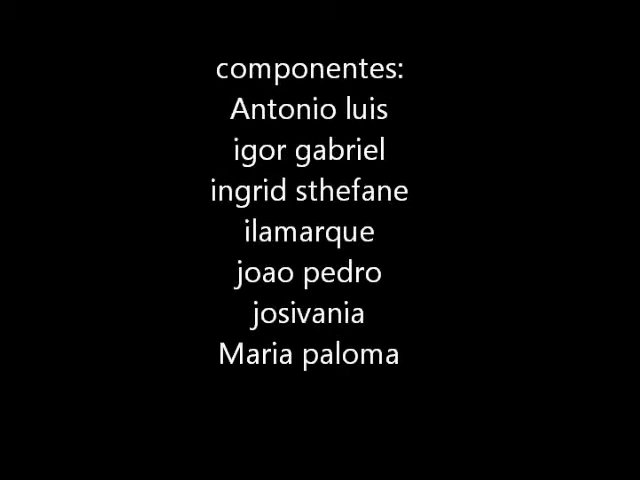 componentes:
Antonio luis
igor gabriel
ingrid sthefane
ilamarque
joao pedro
josivania
Maria paloma